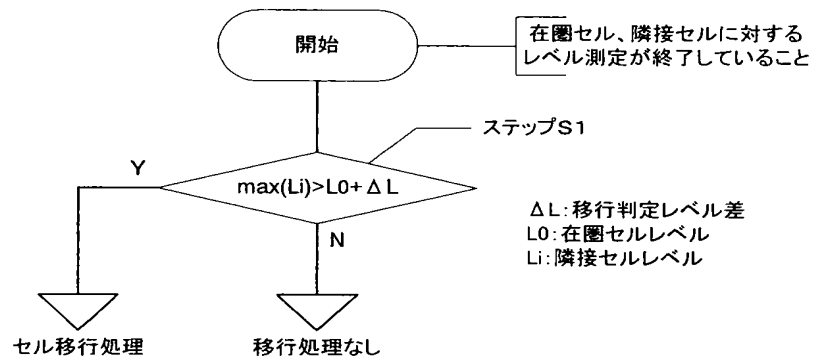 開始
在圏セル、隣接セルに対する
レベル測定が終了していること
ステップS1
Y
max(Li)>L0+ΔL
N
ΔL:移行判定レベル差
L0:在圏セルレベル
Li:隣接セルレベル
セル移行処理
移行処理なし